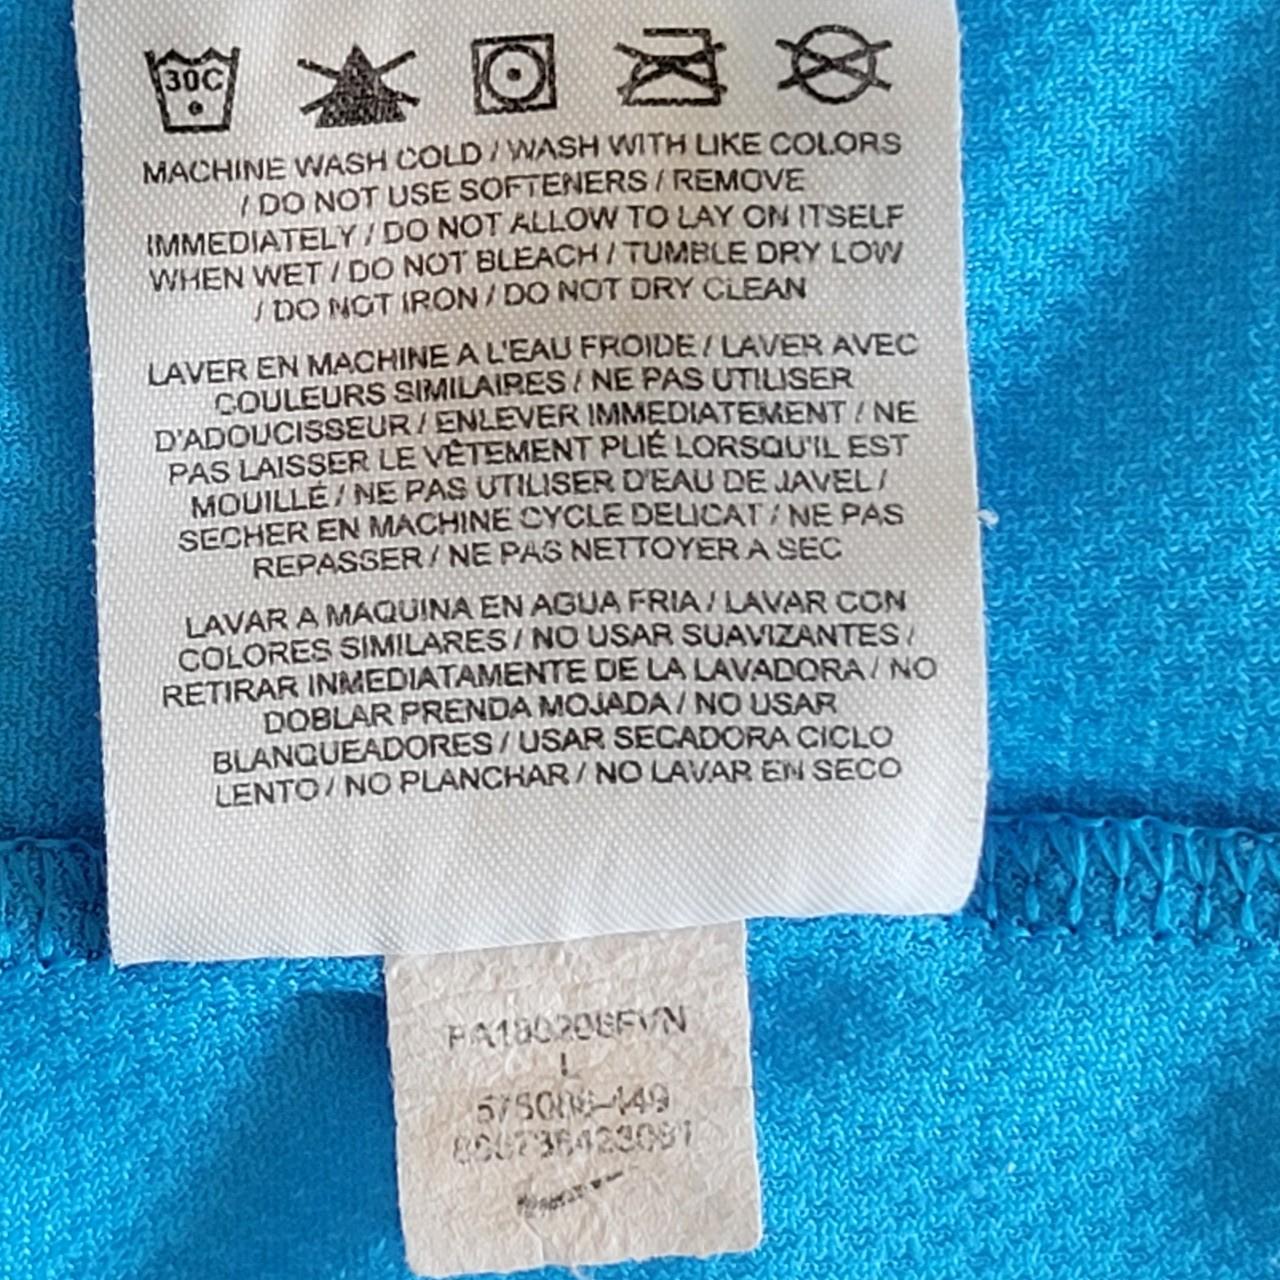 30C
MACHINE WASH COLD / WASH WITH LIKE COLORS
/ DO NOT USE SOFTENERS / REMOVE
IMMEDIATELY / DO NOT ALLOW TO LAY ON ITSELF
WHEN WET / DO NOT BLEACH / TUMBLE DRY LOW
/ DO NOT IRON / DO NOT DRY CLEAN
LAVER EN MACHINE A L'EAU FROIDE / LAVER AVEC
COULEURS SIMILAIRES / NE PAS UTILISER
D'ADOUCISSEUR / ENLEVER IMMEDIATEMENT / NE
PAS LAISSER LE VÊTEMENT PLIÉ LORSQU'IL EST
MOUILLÉ / NE PAS UTILISER D'EAU DE JAVEL /
SECHER EN MACHINE CYCLE DELICAT / NE PAS
REPASSER / NE PAS NETTOYER A SEC
LAVAR A MAQUINA EN AGUA FRIA / LAVAR CON
COLORES SIMILARES / NO USAR SUAVIZANTES /
RETIRAR INMEDIATAMENTE DE LA LAVADORA / NO
DOBLAR PRENDA MOJADA / NO USAR
BLANQUEADORES / USAR SECADORA CICLO
LENTO / NO PLANCHAR / NO LAVAR EN SECO
L